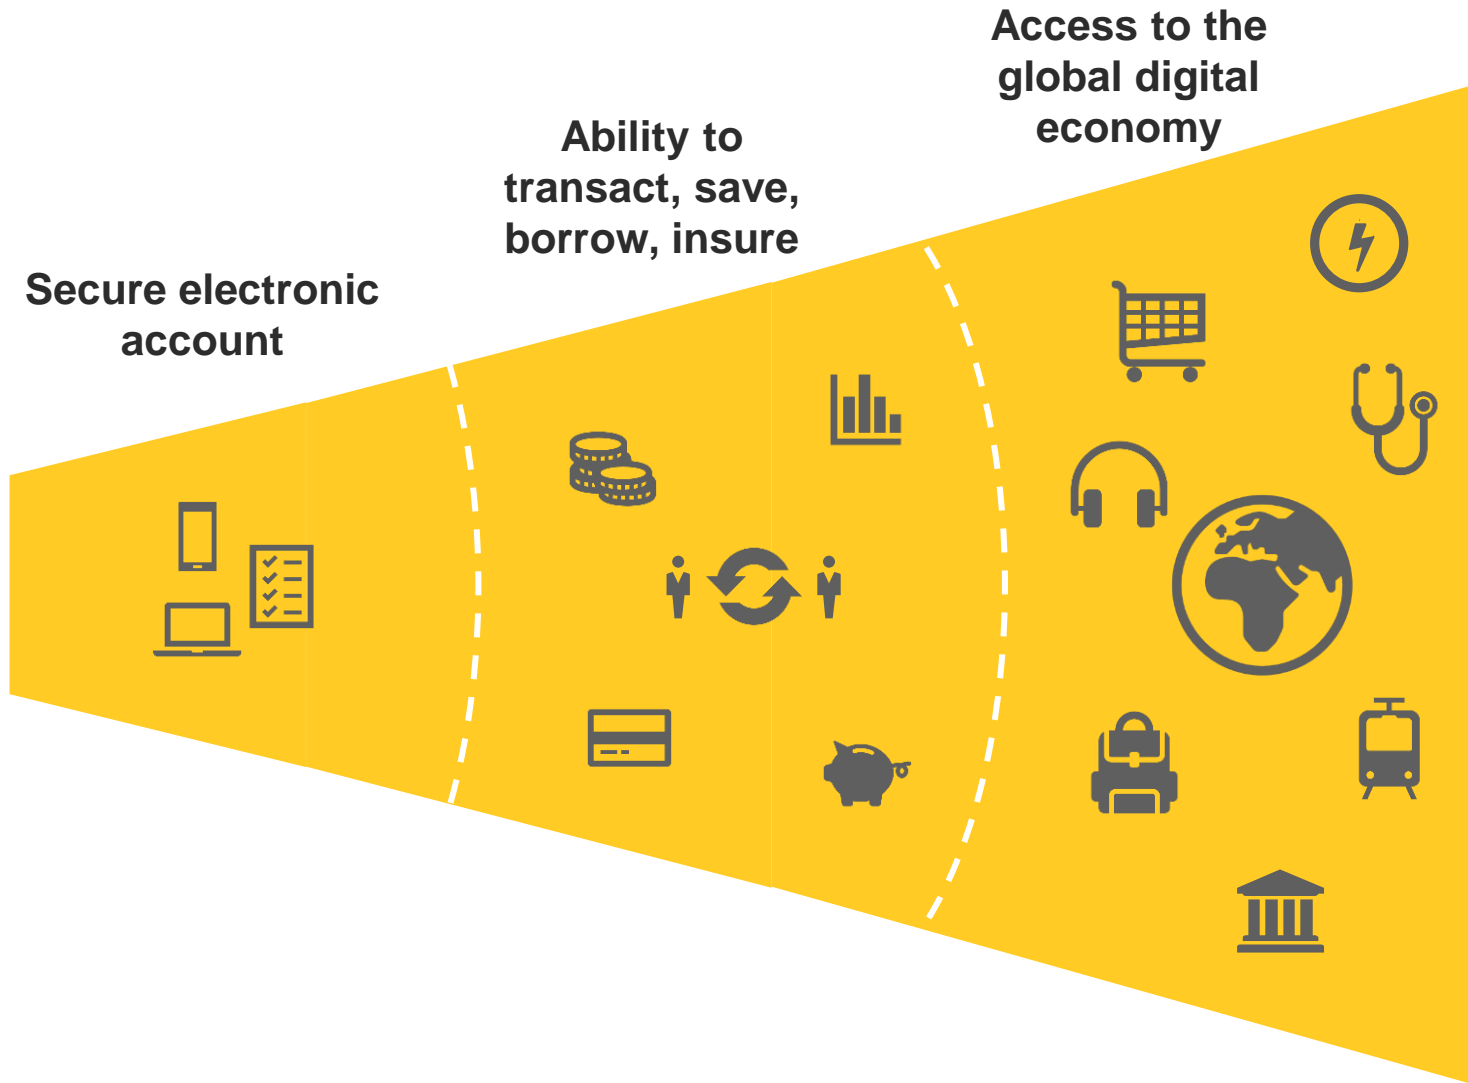 Secure electronic
account
Ability to
transact, save,
borrow, insure
Access to the
global digital
economy